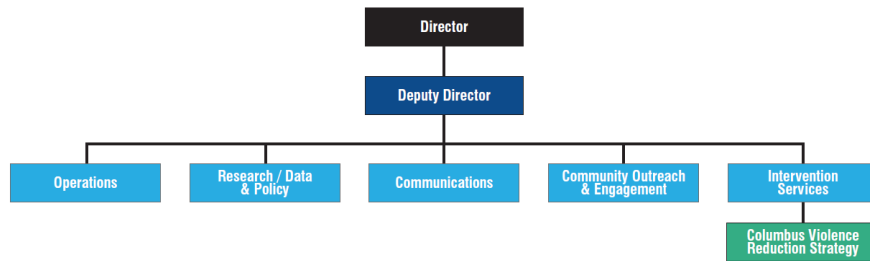 Director
Deputy Director
Operations
Research / Data
& Policy
Communications
Community Outreach
& Engagement
Intervention
Services
Columbus Violence
Reduction Strategy